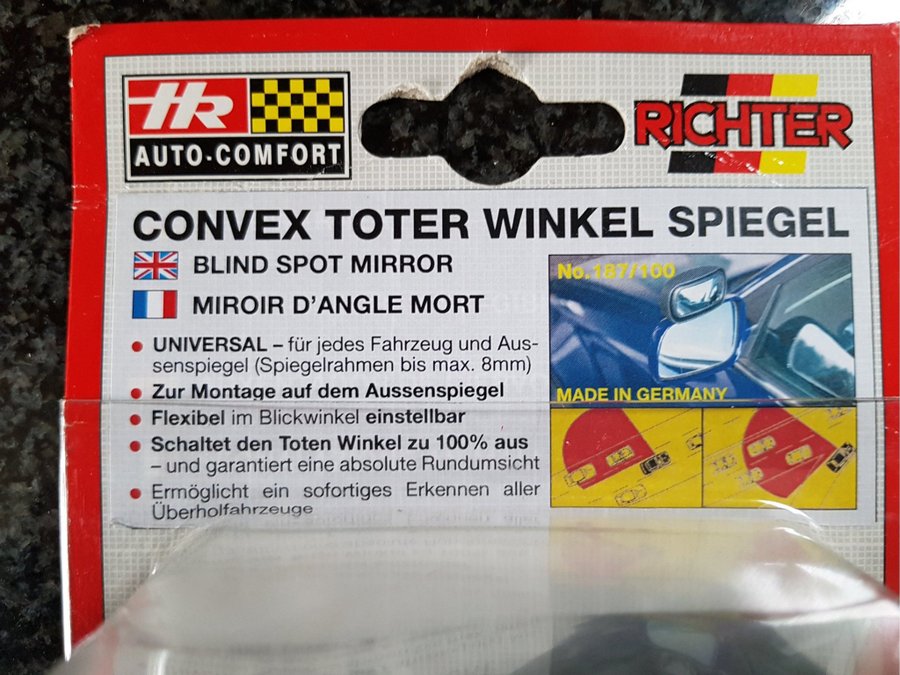 HR
AUTO-COMFORT
RICHTER
CONVEX TOTER WINKEL SPIEGEL
BLIND SPOT MIRROR
MIROIR D'ANGLE MORT
• UNIVERSAL – für jedes Fahrzeug und Aus-
senspiegel (Spiegelrahmen bis max. 8mm)
• Zur Montage auf dem Aussenspiegel
• Flexibel im Blickwinkel einstellbar
• Schaltet den Toten Winkel zu 100% aus
– und garantiert eine absolute Rundumsicht
• Ermöglicht ein sofortiges Erkennen aller
Überholfahrzeuge
No. 187/100
MADE IN GERMANY